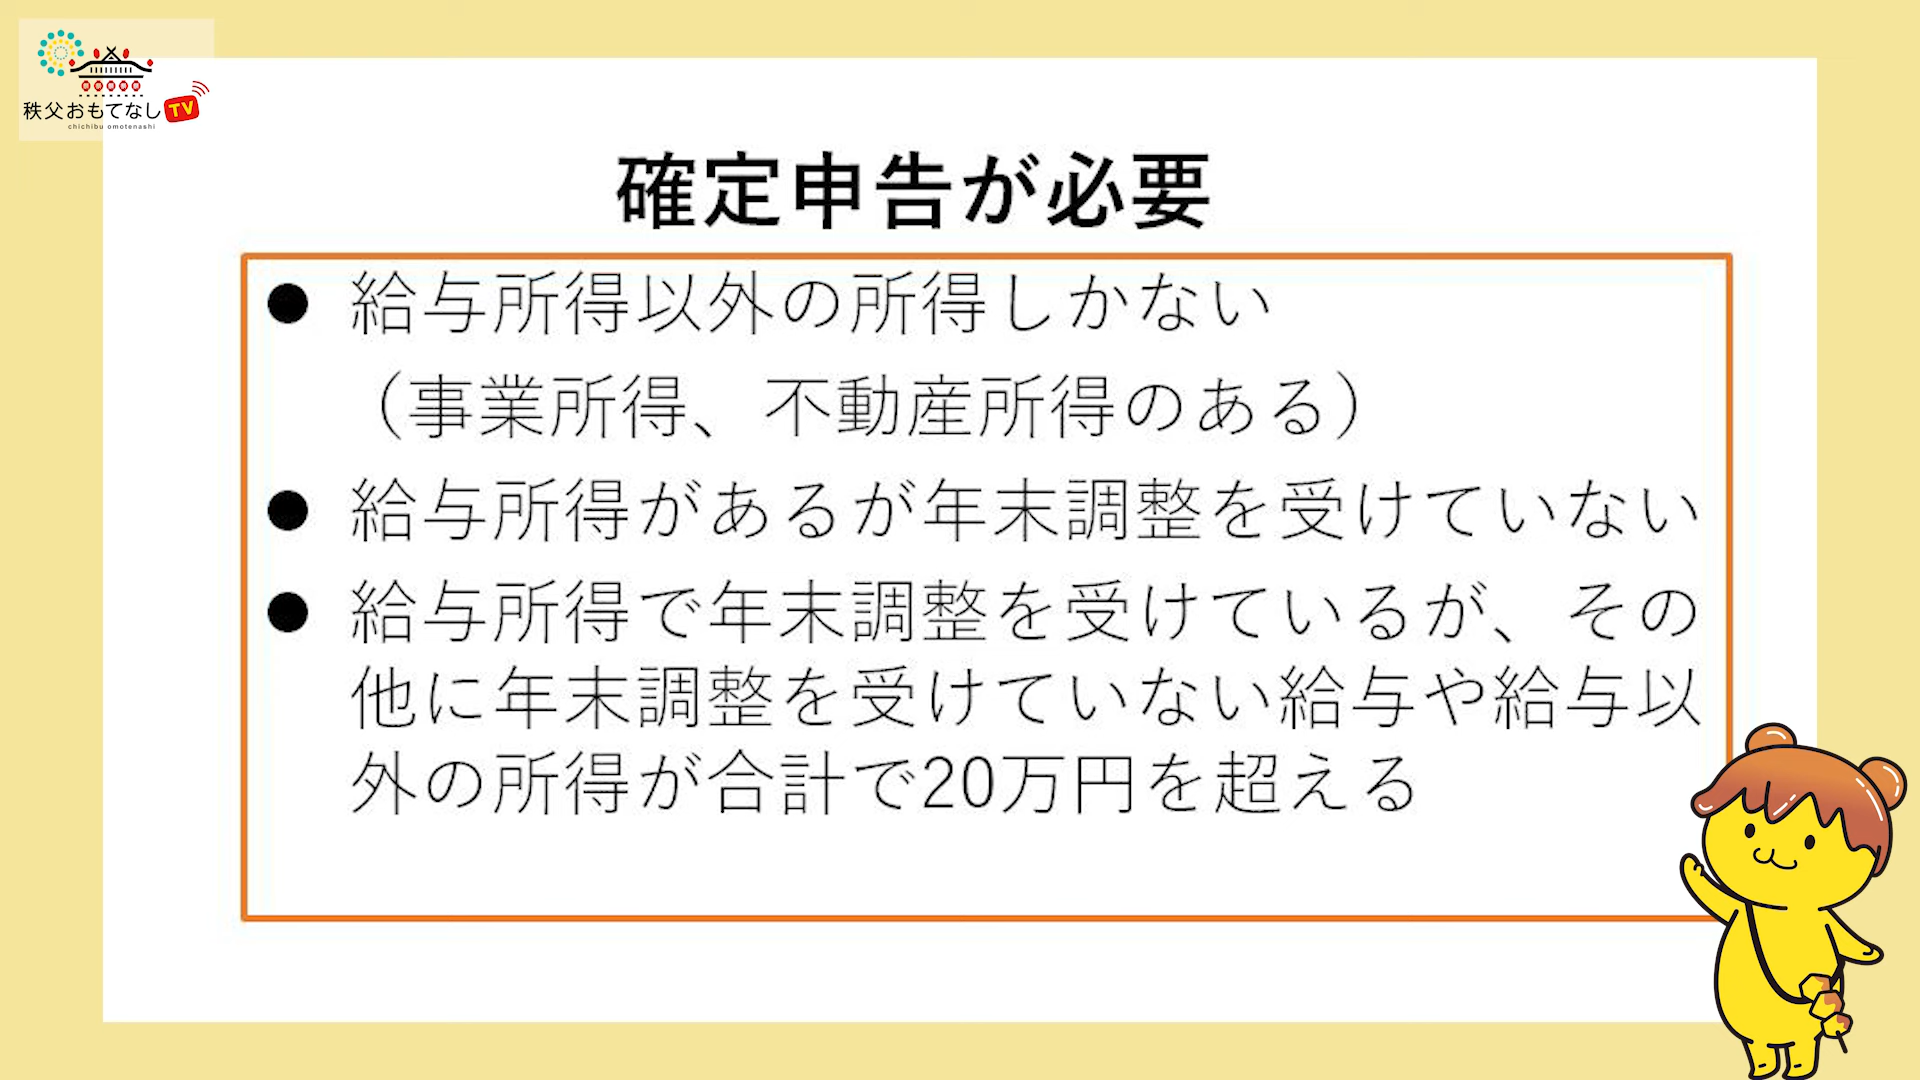 秩父おもてなしTV
chichibu omotenashi
確定申告が必要
● 給与所得以外の所得しかない
（事業所得、不動産所得のある）
● 給与所得があるが年末調整を受けていない
● 給与所得で年末調整を受けているが、その
他に年末調整を受けていない給与や給与以
外の所得が合計で20万円を超える